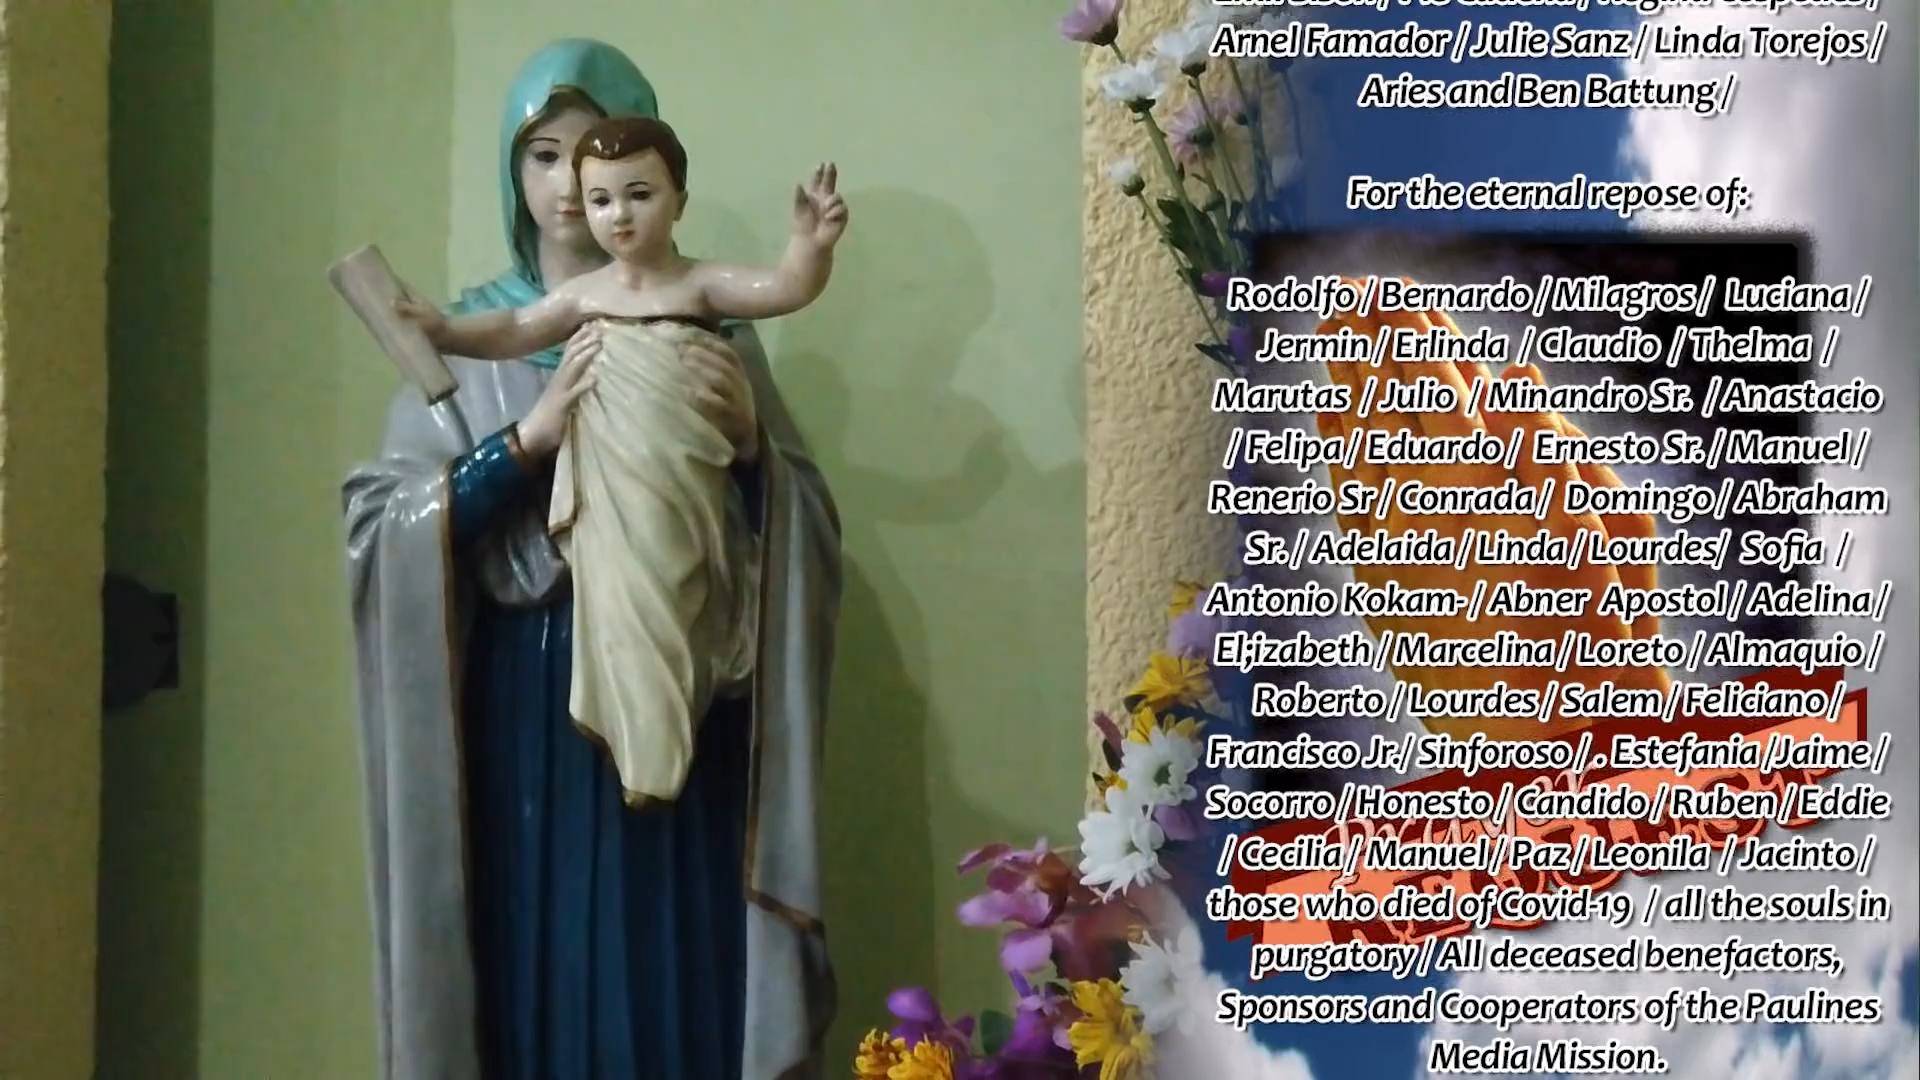 Arnel Famador / Julie Sanz / Linda Torejos /
Aries and Ben Battung /
For the eternal repose of:
Rodolfo / Bernardo / Milagros / Luciana /
Jermin / Erlinda / Claudio / Thelma /
Marutas / Julio / Minandro Sr. / Anastacio
/ Felipa / Eduardo / Ernesto Sr. / Manuel /
Renerio Sr / Conrada / Domingo / Abraham
Sr. / Adelaida / Linda / Lourdes/ Sofia /
Antonio Kokam- / Abner Apostol / Adelina /
El;izabeth / Marcelina / Loreto / Almaquio /
Roberto / Lourdes / Salem / Feliciano /
Francisco Jr./ Sinforoso / . Estefania /Jaime /
Socorro / Honesto / Candido / Ruben / Eddie
/ Cecilia / Manuel / Paz / Leonila / Jacinto /
those who died of Covid-19 / all the souls in
purgatory / All deceased benefactors,
Sponsors and Cooperators of the Paulines
Media Mission.